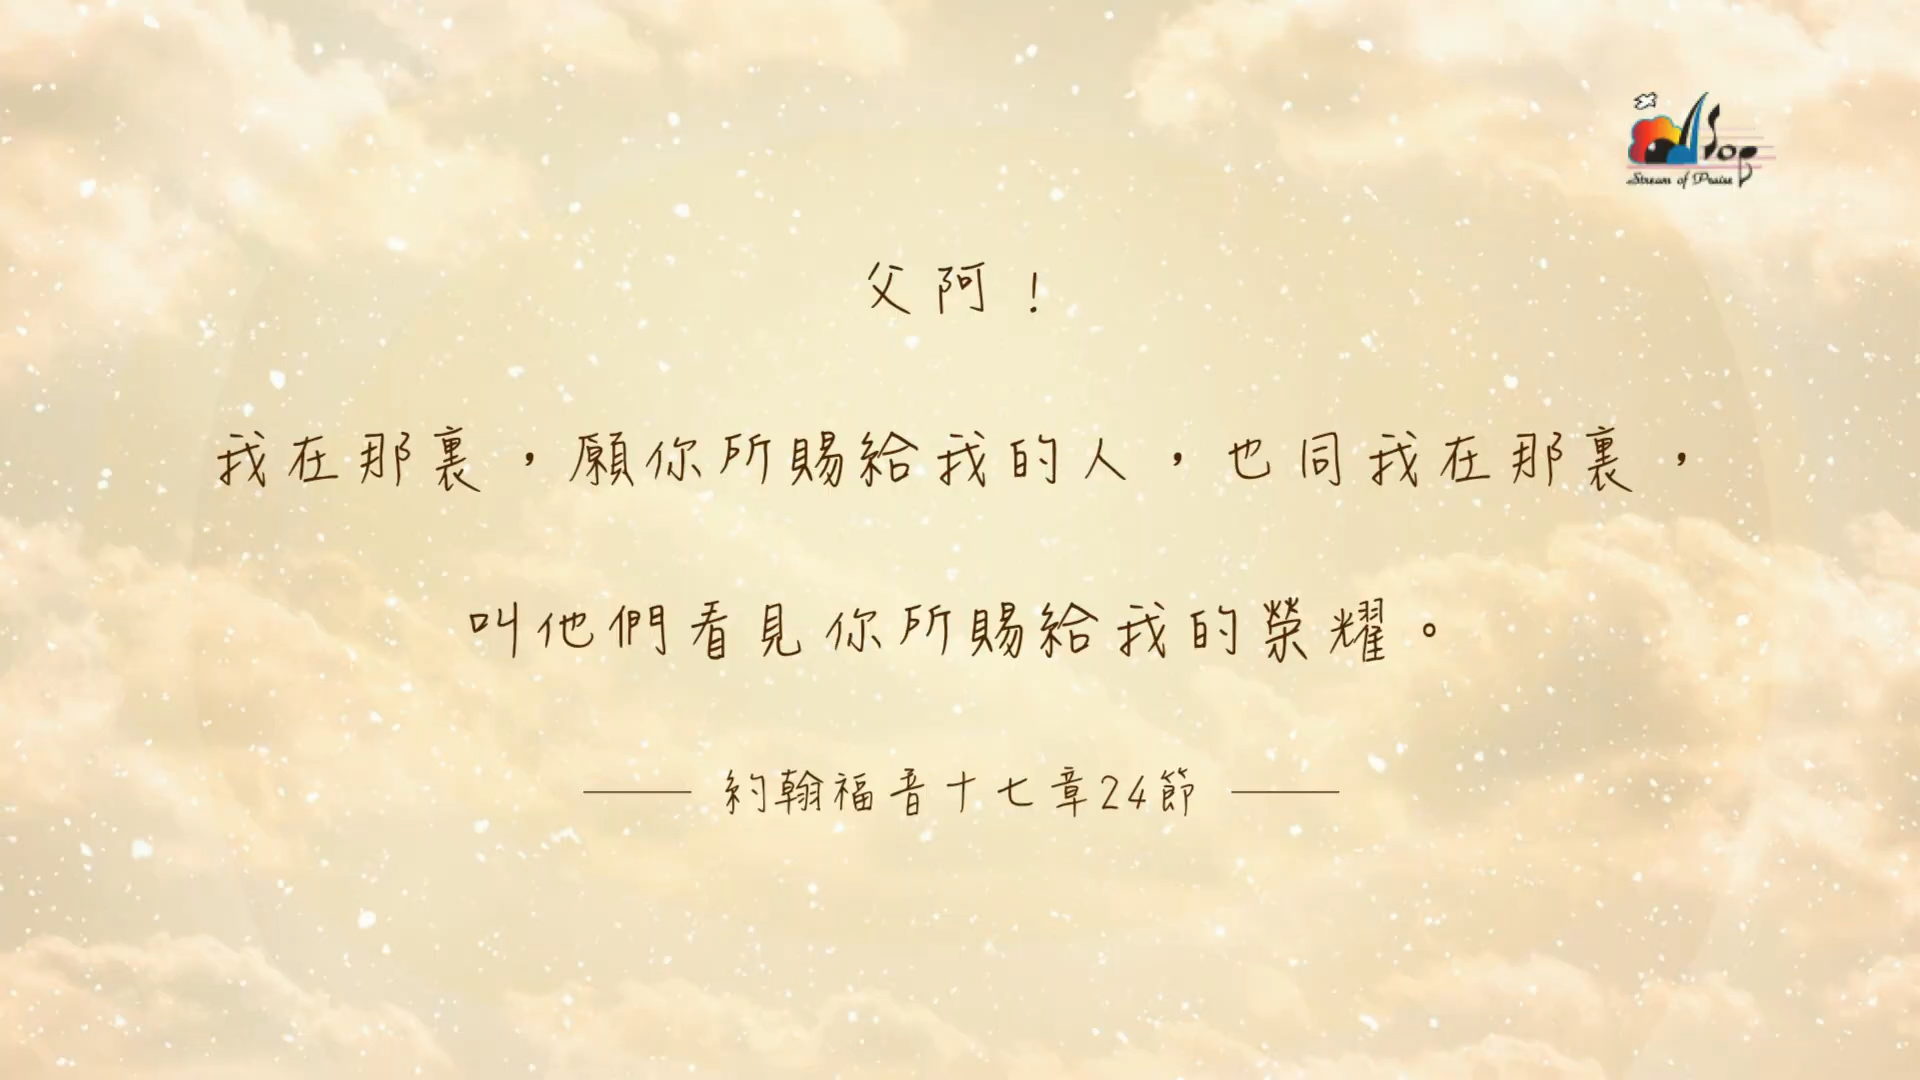 SOP
Stream of Praise
父阿！
我在那裏，願你所賜給我的人，也同我在那裏，
叫他們看見你所賜給我的榮耀。
約翰福音十七章24節